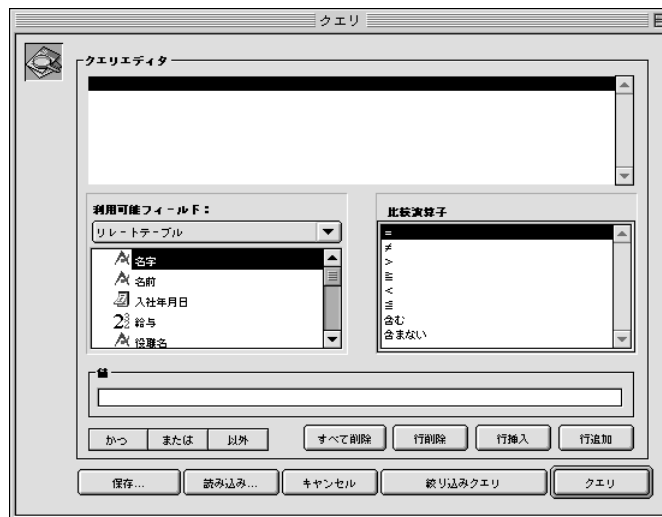 クエリ
クエリエディタ
利用可能フィールド：
リレートテーブル
名字
名前
入社年月日
給与
役職名
比較演算子
=
≠
>
≧
<
≦
含む
含まない
値
かつ
または
以外
すべて削除
行削除
行挿入
行追加
保存...
読み込み...
キャンセル
絞り込みクエリ
クエリ